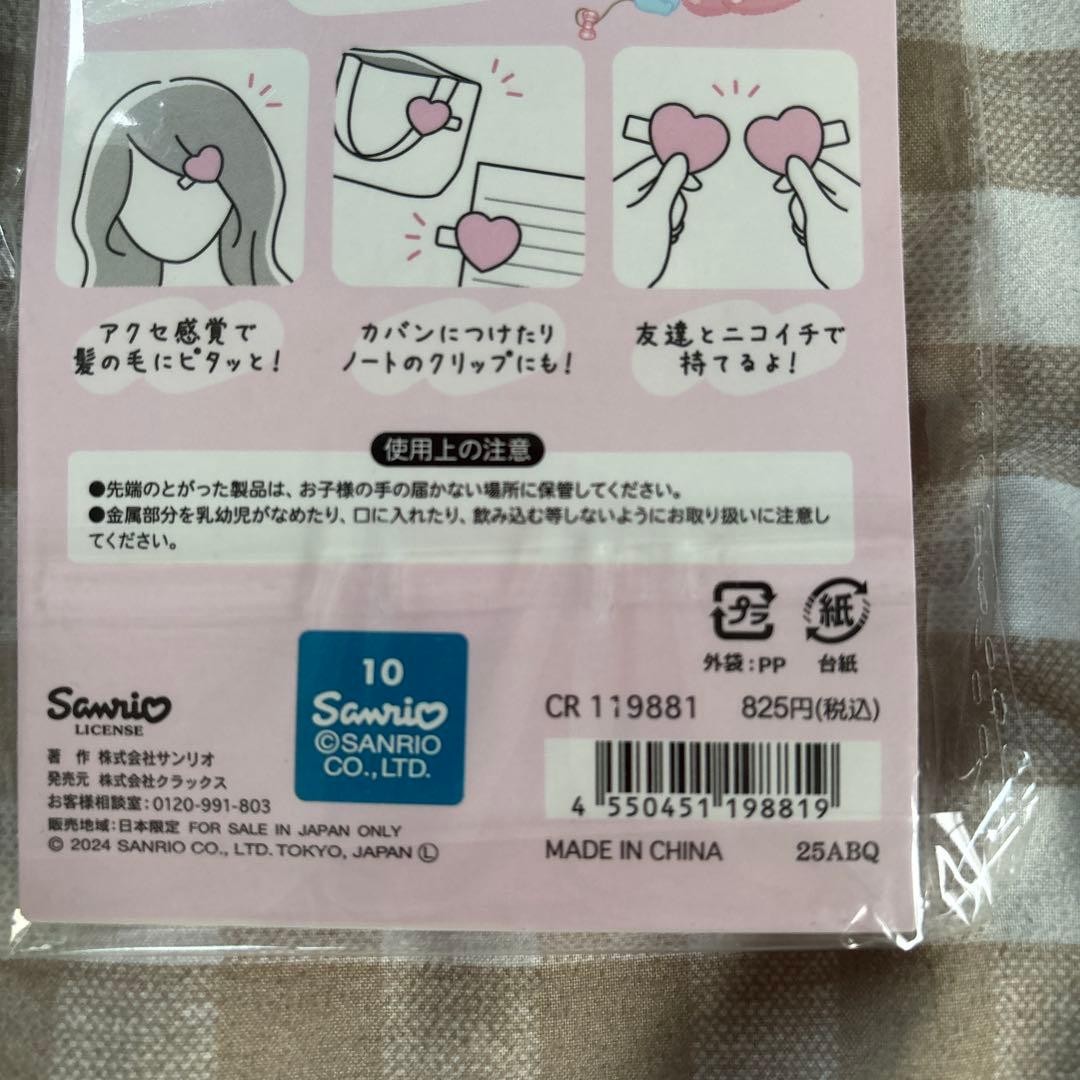 アクセ感覚で
髪の毛にピタッと!
カバンにつけたり
ノートのクリップにも!
友達とニコイチで
持てるよ!
使用上の注意
●先端のとがった製品は、お子様の手の届かない場所に保管してください。
●金属部分を乳幼児がなめたり、口に入れたり、飲み込む等しないようにお取り扱いに注意し
てください。
プラ
外袋:PP
紙
台紙
Sanrio
LICENSE
著 作 株式会社サンリオ
発売元 株式会社クラックス
お客様相談室:0120-991-803
販売地域:日本限定 FOR SALE IN JAPAN ONLY
© 2024 SANRIO CO., LTD. TOKYO, JAPAN Ⓛ
10
Sanrio
©SANRIO
CO.,LTD.
CR 119881 825円(税込)
4 550451 198819
MADE IN CHINA 25ABQ